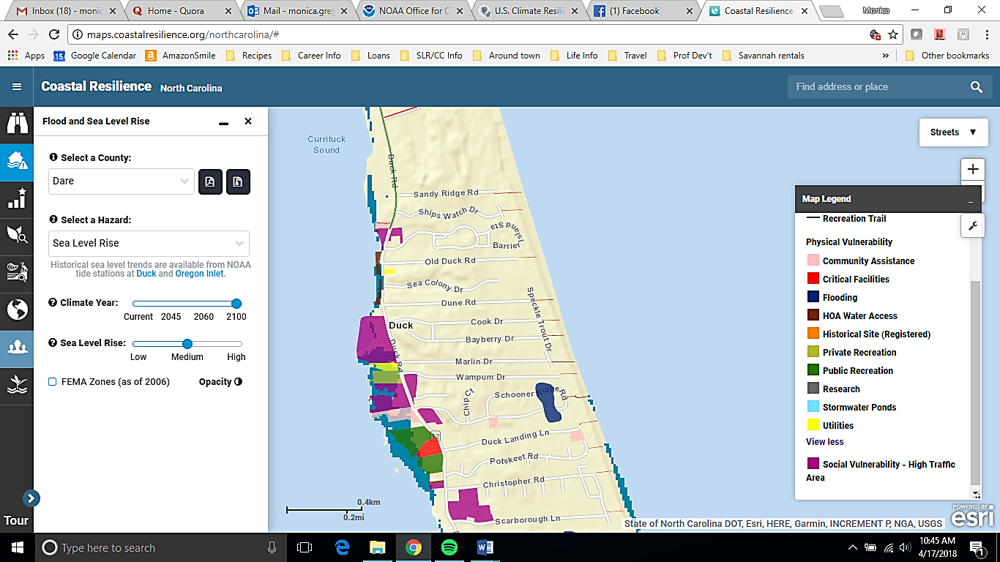 Inbox (18) - monic
Home - Quora
Mail - monica.greg
NOAA Office for C
U.S. Climate Resili
(1) Facebook
Coastal Resilience
Monica
maps.coastalresilience.org/northcarolina/#
Apps
15
Google Calendar
AmazonSmile
Recipes
Career Info
Loans
SLR/CC Info
Around town
Life Info
Travel
Prof Dev't
Savannah rentals
»
Other bookmarks
Coastal Resilience North Carolina
Find address or place
Flood and Sea Level Rise
1 Select a County:
Dare
2 Select a Hazard:
Sea Level Rise
Historical sea level trends are available from NOAA
tide stations at Duck and Oregon Inlet.
? Climate Year:
Current 2045 2060 2100
? Sea Level Rise:
Low Medium High
FEMA Zones (as of 2006) Opacity
Tour
Currituck
Sound
Duck Rd
Sandy Ridge Rd
Ships Watch Dr
Island Sta
Barrier
Old Duck Rd
Sea Colony Dr
Dune Rd
Speckle Trout Dr
Duck
Cook Dr
Bayberry Dr
Duck Rd
Marlin Dr
Wampum Dr
Chip Ct
Schooner Ridge Rd
12
Duck Landing Ln
Potskeet Rd
Christopher Rd
Scarborough Ln
0.4km
0.2mi
Streets ▼
+
Map Legend
Recreation Trail
Physical Vulnerability
Community Assistance
Critical Facilities
Flooding
HOA Water Access
Historical Site (Registered)
Private Recreation
Public Recreation
Research
Stormwater Ponds
Utilities
View less
Social Vulnerability - High Traffic
Area
POWERED BY
esri
State of North Carolina DOT, Esri, HERE, Garmin, INCREMENT P, NGA, USGS
Type here to search
10:45 AM
4/17/2018
1